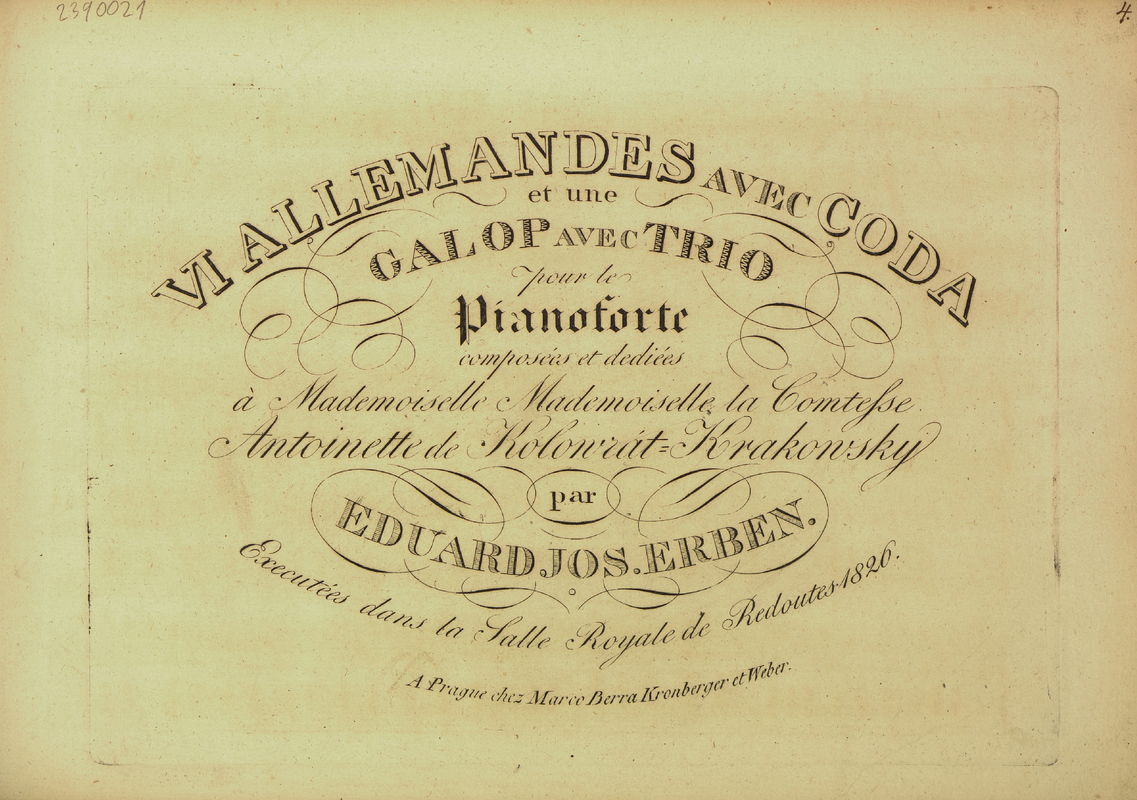 2390021
4.
VI ALLEMANDES AVEC CODA
et une
GALOP AVEC TRIO
pour le
Pianoforte
composées et dediées
à Mademoiselle Mademoiselle la Comtesse
Antoinette de Kolowrát=Krakowsky
par
EDUARD JOS. ERBEN.
Executées dans la Salle Royale de Redoutes 1826.
A Prague chez Marco Berra Kronberger et Weber.